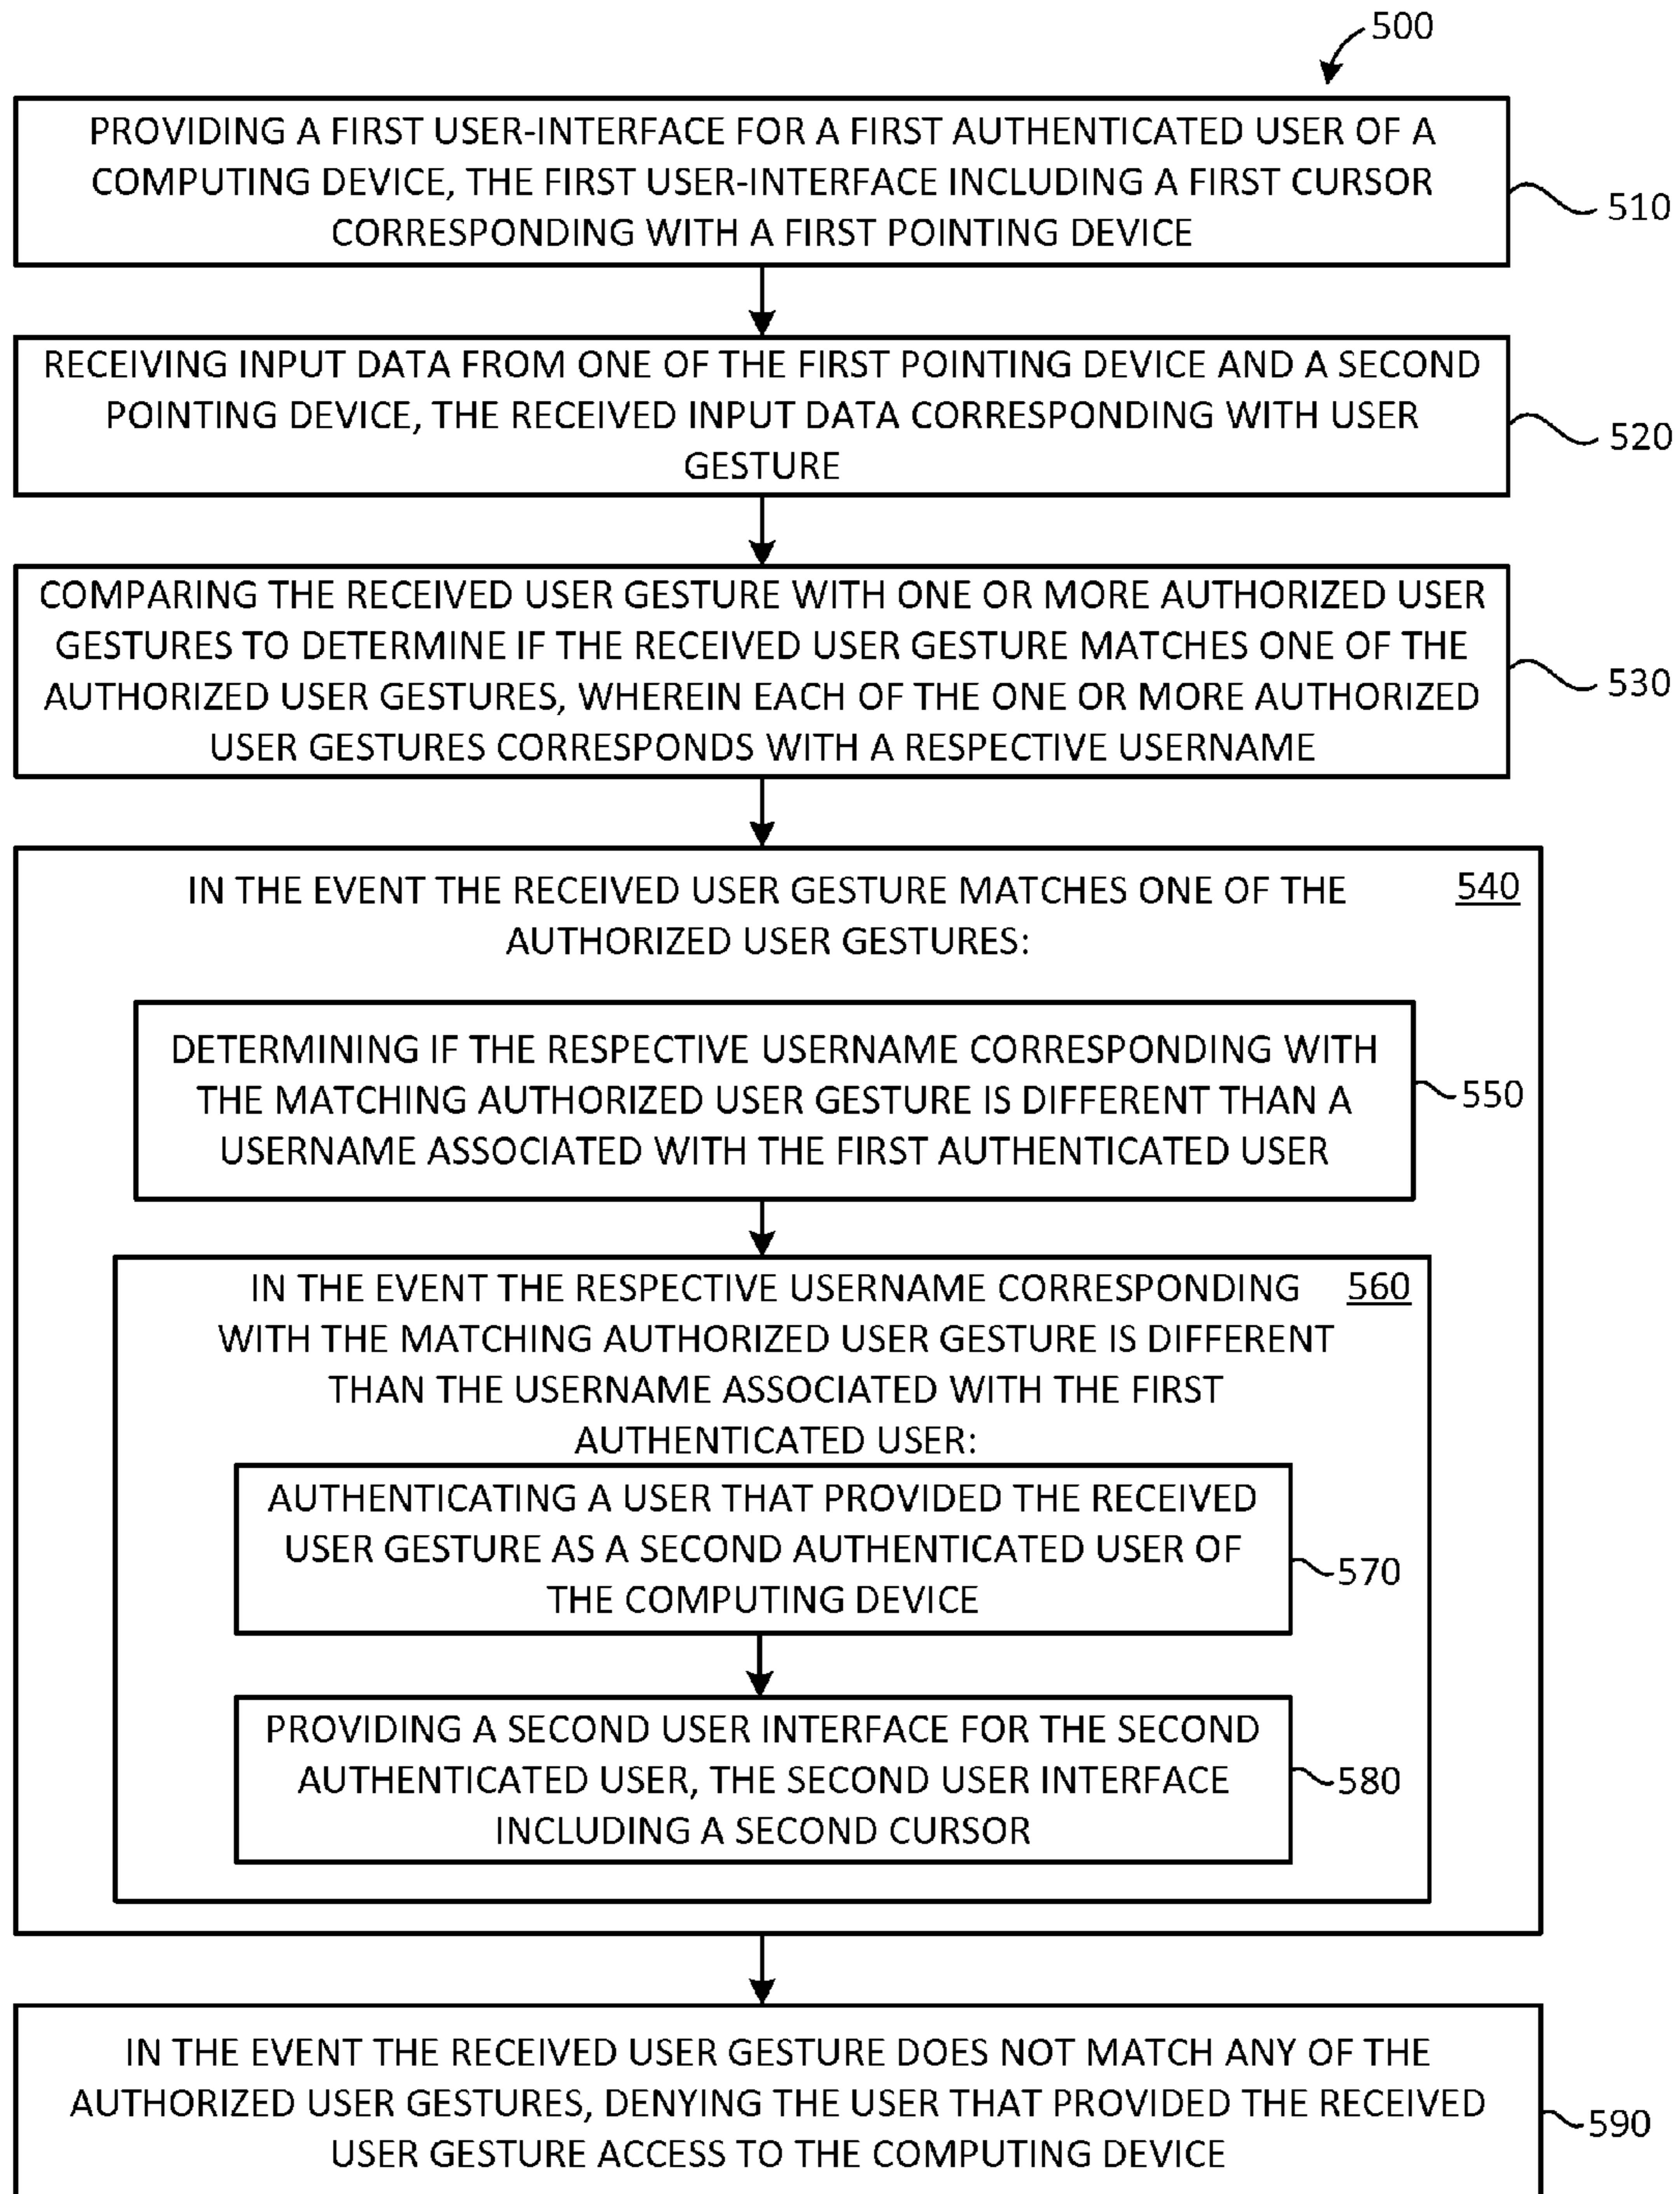 500
PROVIDING A FIRST USER-INTERFACE FOR A FIRST AUTHENTICATED USER OF A
COMPUTING DEVICE, THE FIRST USER-INTERFACE INCLUDING A FIRST CURSOR
CORRESPONDING WITH A FIRST POINTING DEVICE
510
RECEIVING INPUT DATA FROM ONE OF THE FIRST POINTING DEVICE AND A SECOND
POINTING DEVICE, THE RECEIVED INPUT DATA CORRESPONDING WITH USER
GESTURE
520
COMPARING THE RECEIVED USER GESTURE WITH ONE OR MORE AUTHORIZED USER
GESTURES TO DETERMINE IF THE RECEIVED USER GESTURE MATCHES ONE OF THE
AUTHORIZED USER GESTURES, WHEREIN EACH OF THE ONE OR MORE AUTHORIZED
USER GESTURES CORRESPONDS WITH A RESPECTIVE USERNAME
530
IN THE EVENT THE RECEIVED USER GESTURE MATCHES ONE OF THE
AUTHORIZED USER GESTURES:
540
DETERMINING IF THE RESPECTIVE USERNAME CORRESPONDING WITH
THE MATCHING AUTHORIZED USER GESTURE IS DIFFERENT THAN A
USERNAME ASSOCIATED WITH THE FIRST AUTHENTICATED USER
550
IN THE EVENT THE RESPECTIVE USERNAME CORRESPONDING
WITH THE MATCHING AUTHORIZED USER GESTURE IS DIFFERENT
THAN THE USERNAME ASSOCIATED WITH THE FIRST
AUTHENTICATED USER:
560
AUTHENTICATING A USER THAT PROVIDED THE RECEIVED
USER GESTURE AS A SECOND AUTHENTICATED USER OF
THE COMPUTING DEVICE
570
PROVIDING A SECOND USER INTERFACE FOR THE SECOND
AUTHENTICATED USER, THE SECOND USER INTERFACE
INCLUDING A SECOND CURSOR
580
IN THE EVENT THE RECEIVED USER GESTURE DOES NOT MATCH ANY OF THE
AUTHORIZED USER GESTURES, DENYING THE USER THAT PROVIDED THE RECEIVED
USER GESTURE ACCESS TO THE COMPUTING DEVICE
590